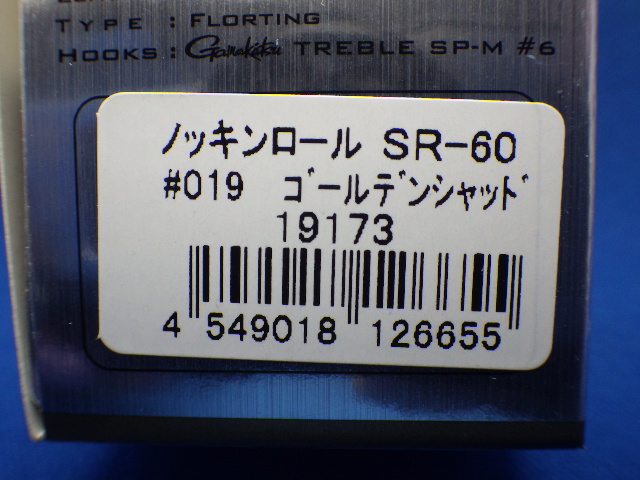 TYPE : FLORTING
HOOKS : Gamakatsu TREBLE SP-M #6
ノッキンロール SR-60
#019 ゴールデンシャッド
19173
4 549018 126655